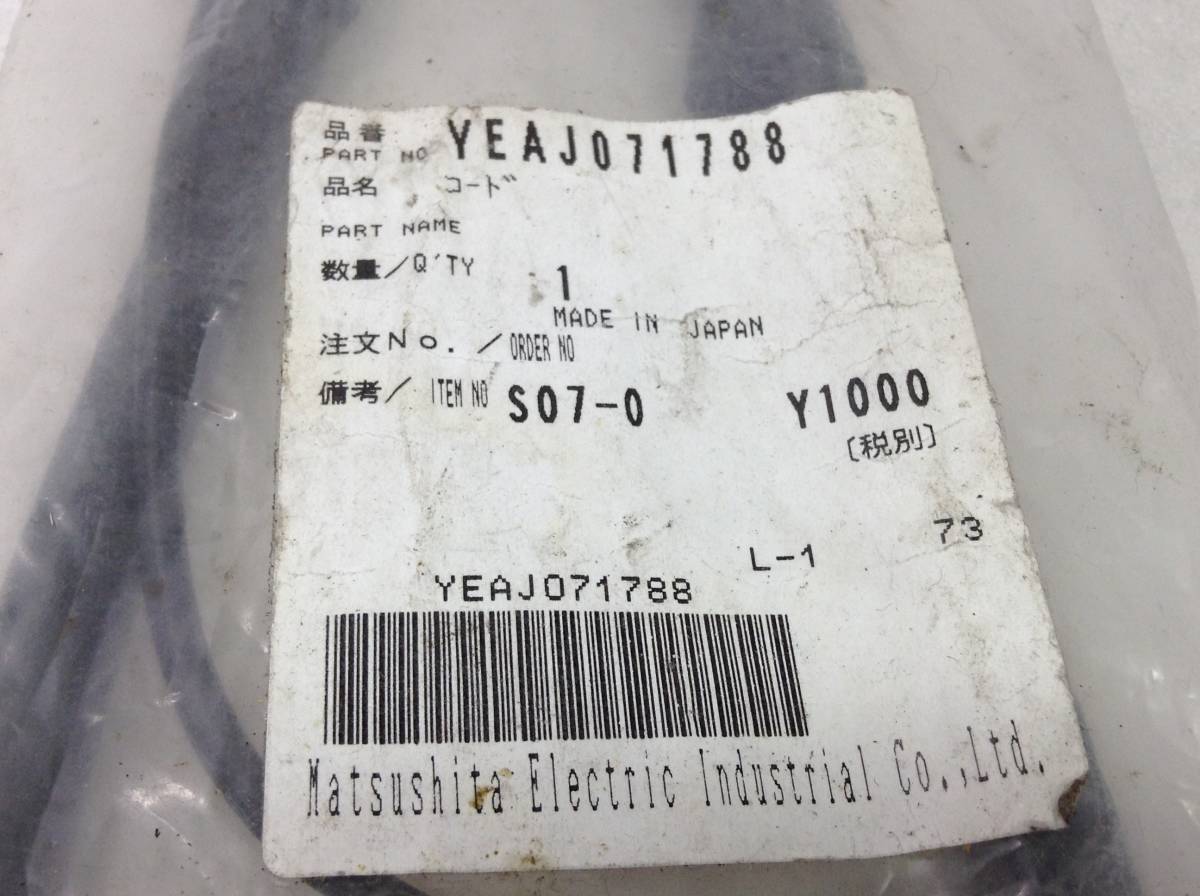 品番
PART NO YEAJ071788
品名 コード
PART NAME
数量／Q'TY 1
MADE IN JAPAN
注文No.／ORDER NO
備考／ITEM NO S07-0 Y1000
〔税別〕
73
L-1
YEAJ071788
Matsushita Electric Industrial Co.,Ltd.